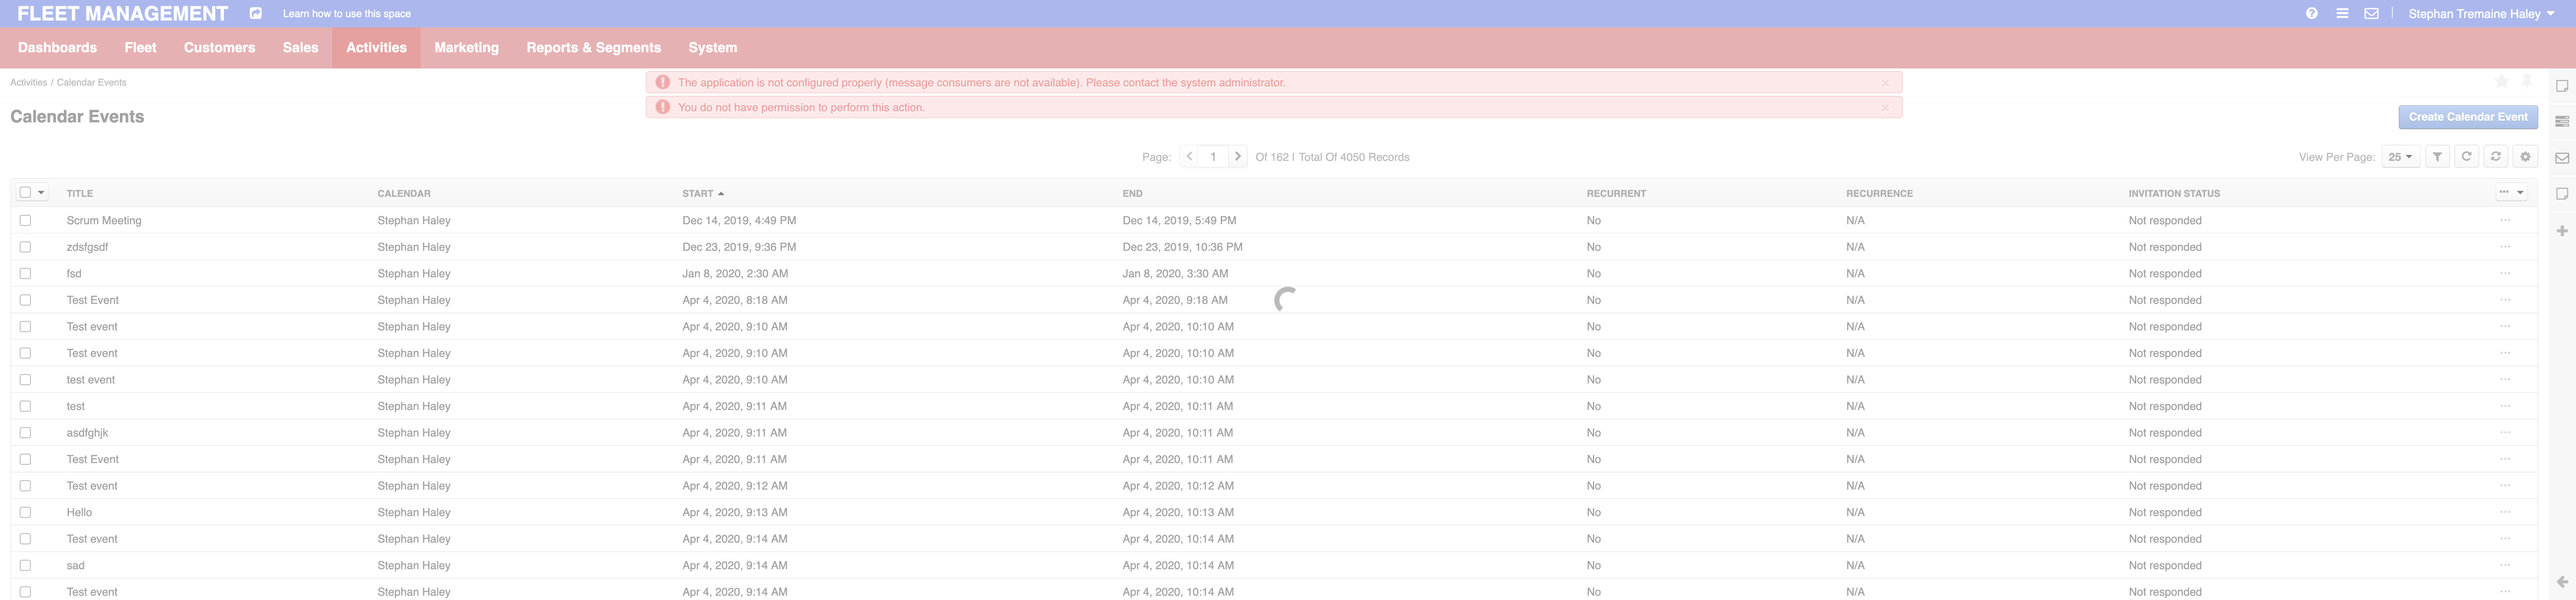 FLEET MANAGEMENT Learn how to use this space Stephan Tremaine Haley
Dashboards Fleet Customers Sales Activities Marketing Reports & Segments System
Activities / Calendar Events
The application is not configured properly (message consumers are not available). Please contact the system administrator. ×
You do not have permission to perform this action. ×
Calendar Events
Create Calendar Event
Page: 1 Of 162 | Total Of 4050 Records View Per Page: 25
TITLE CALENDAR START END RECURRENT RECURRENCE INVITATION STATUS
Scrum Meeting Stephan Haley Dec 14, 2019, 4:49 PM Dec 14, 2019, 5:49 PM No N/A Not responded
zdsfgsdf Stephan Haley Dec 23, 2019, 9:36 PM Dec 23, 2019, 10:36 PM No N/A Not responded
fsd Stephan Haley Jan 8, 2020, 2:30 AM Jan 8, 2020, 3:30 AM No N/A Not responded
Test Event Stephan Haley Apr 4, 2020, 8:18 AM Apr 4, 2020, 9:18 AM No N/A Not responded
Test event Stephan Haley Apr 4, 2020, 9:10 AM Apr 4, 2020, 10:10 AM No N/A Not responded
Test event Stephan Haley Apr 4, 2020, 9:10 AM Apr 4, 2020, 10:10 AM No N/A Not responded
test event Stephan Haley Apr 4, 2020, 9:10 AM Apr 4, 2020, 10:10 AM No N/A Not responded
test Stephan Haley Apr 4, 2020, 9:11 AM Apr 4, 2020, 10:11 AM No N/A Not responded
asdfghjk Stephan Haley Apr 4, 2020, 9:11 AM Apr 4, 2020, 10:11 AM No N/A Not responded
Test Event Stephan Haley Apr 4, 2020, 9:11 AM Apr 4, 2020, 10:11 AM No N/A Not responded
Test event Stephan Haley Apr 4, 2020, 9:12 AM Apr 4, 2020, 10:12 AM No N/A Not responded
Hello Stephan Haley Apr 4, 2020, 9:13 AM Apr 4, 2020, 10:13 AM No N/A Not responded
Test event Stephan Haley Apr 4, 2020, 9:14 AM Apr 4, 2020, 10:14 AM No N/A Not responded
sad Stephan Haley Apr 4, 2020, 9:14 AM Apr 4, 2020, 10:14 AM No N/A Not responded
Test event Stephan Haley Apr 4, 2020, 9:14 AM Apr 4, 2020, 10:14 AM No N/A Not responded